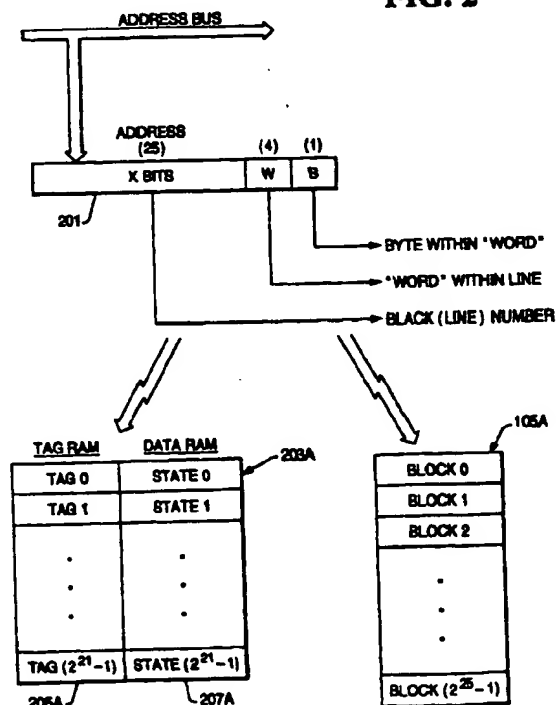 FIG. 2
ADDRESS BUS
ADDRESS
(25) (4) (1)
X BITS W B
201
BYTE WITHIN "WORD"
"WORD" WITHIN LINE
BLACK (LINE) NUMBER
TAG RAM DATA RAM
203A
105A
TAG 0 STATE 0
TAG 1 STATE 1
BLOCK 0
BLOCK 1
BLOCK 2
TAG (2^21-1) STATE (2^21-1)
BLOCK (2^25-1)
205A 207A